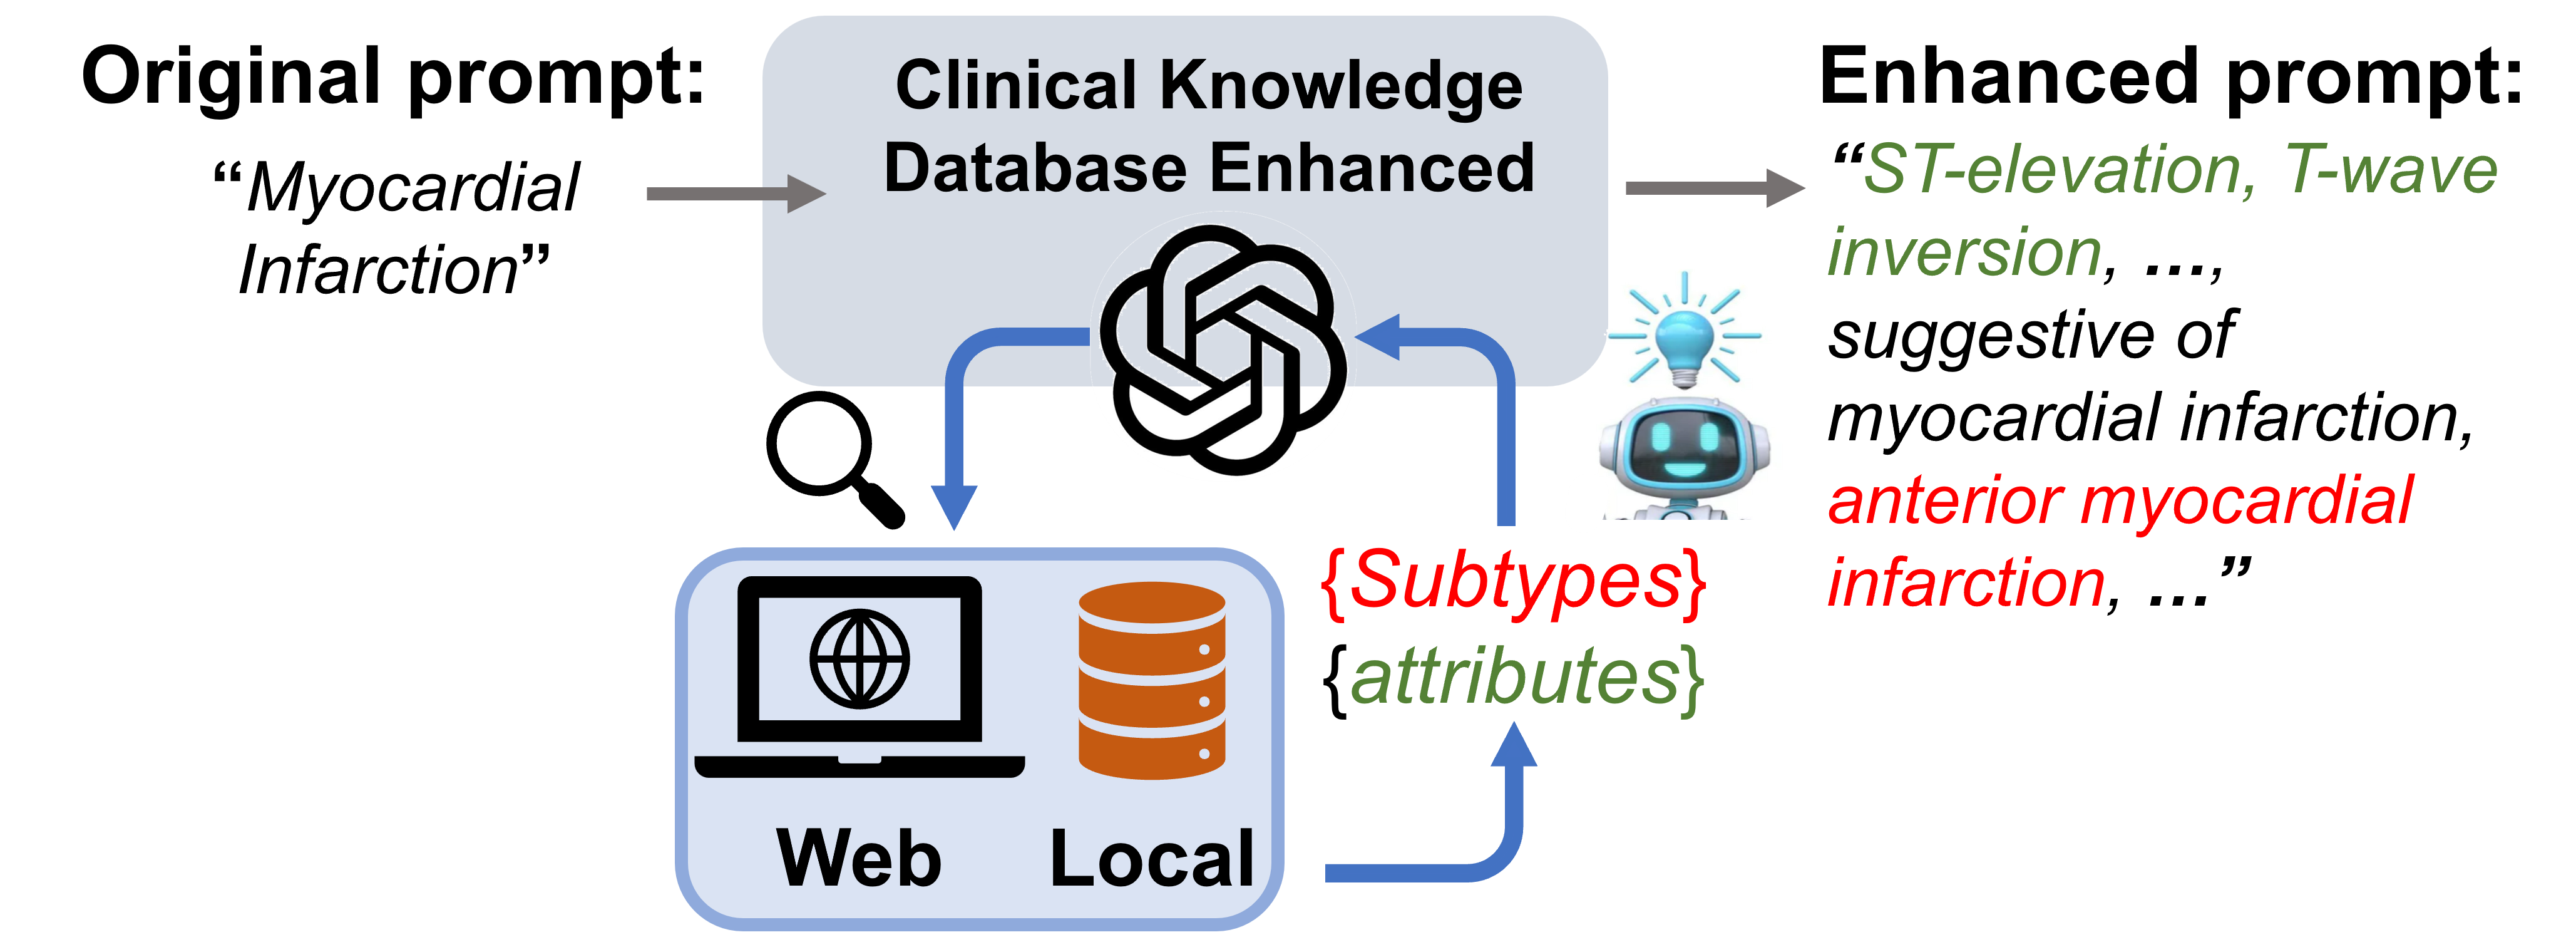 Original prompt:
“Myocardial
Infarction”
Clinical Knowledge
Database Enhanced
Web
Local
{Subtypes}
{attributes}
Enhanced prompt:
“ST-elevation, T-wave
inversion, ...,
suggestive of
myocardial infarction,
anterior myocardial
infarction, ...”